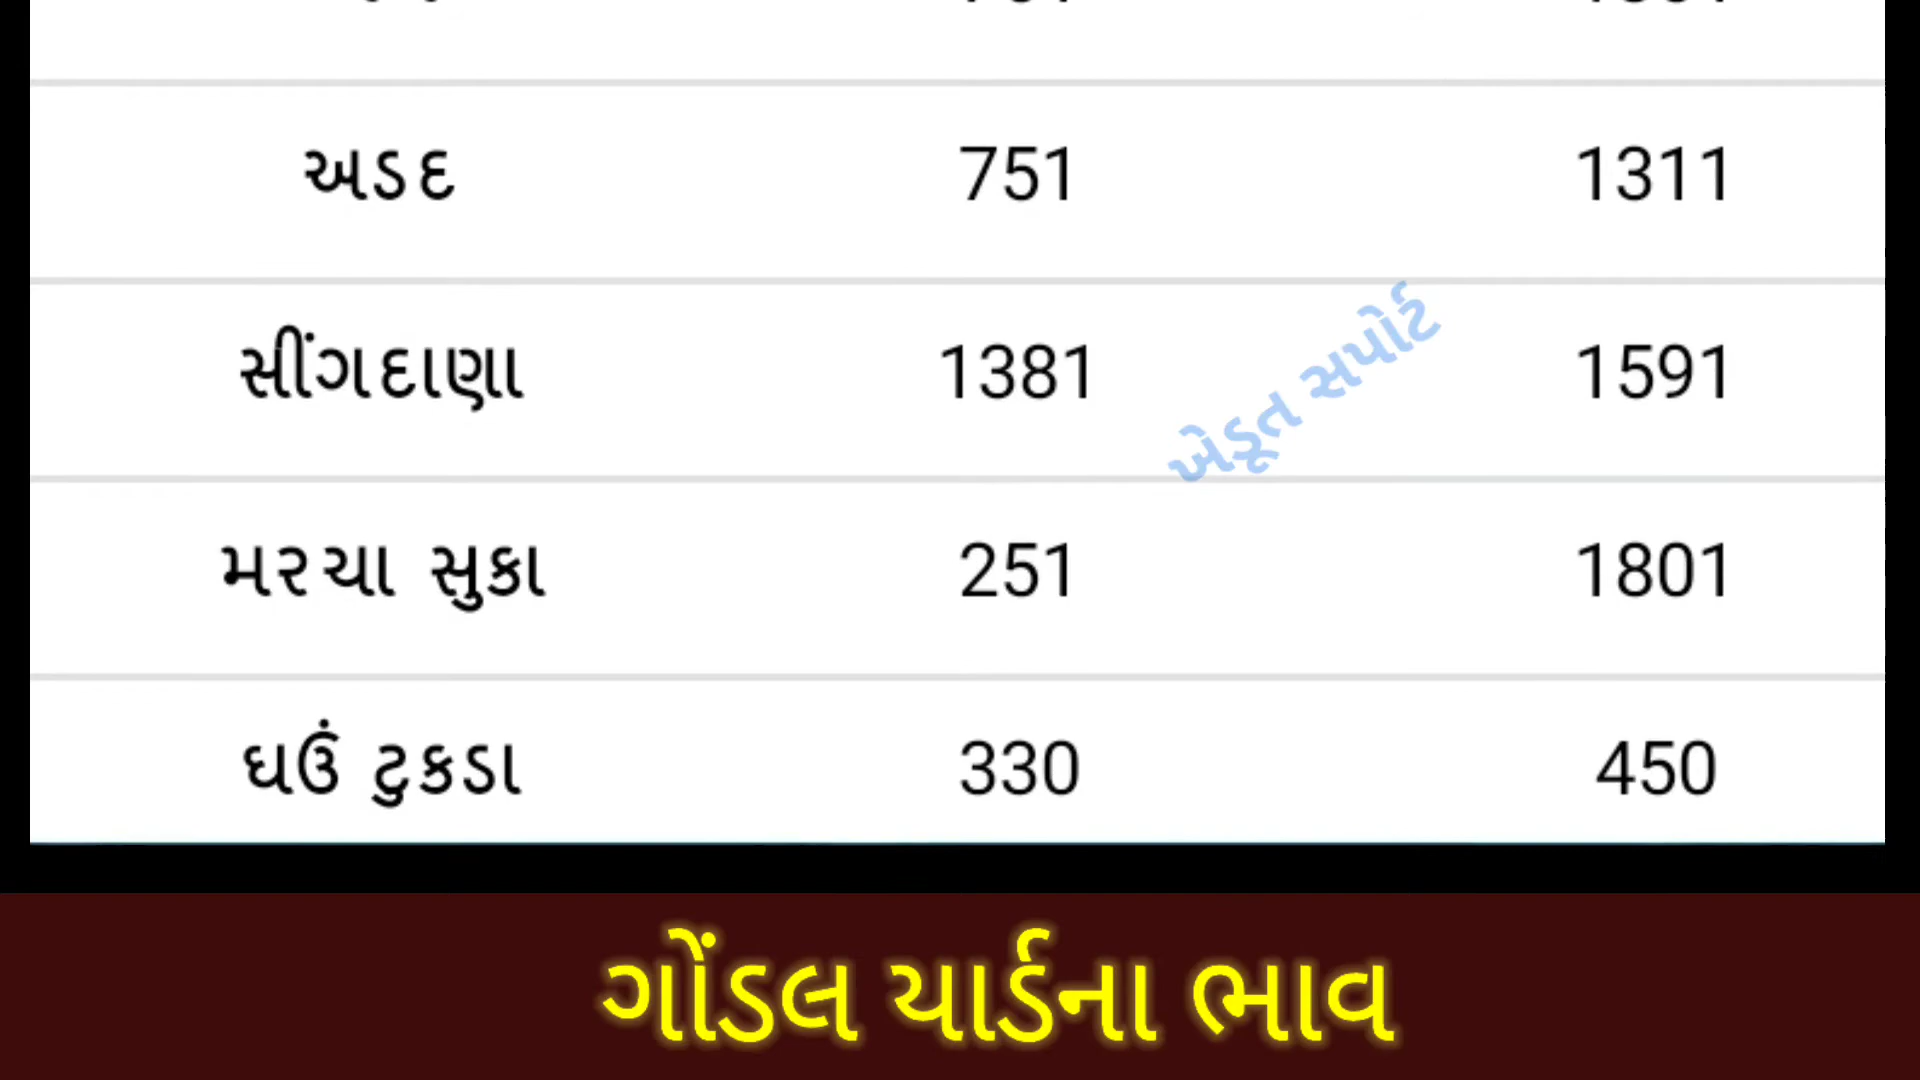 અડદ 751 1311
સીંગદાણા 1381 1591
ખેડૂત સપોર્ટ
મરચા સુકા 251 1801
ઘઉં ટુકડા 330 450
ગોંડલ યાર્ડના ભાવ